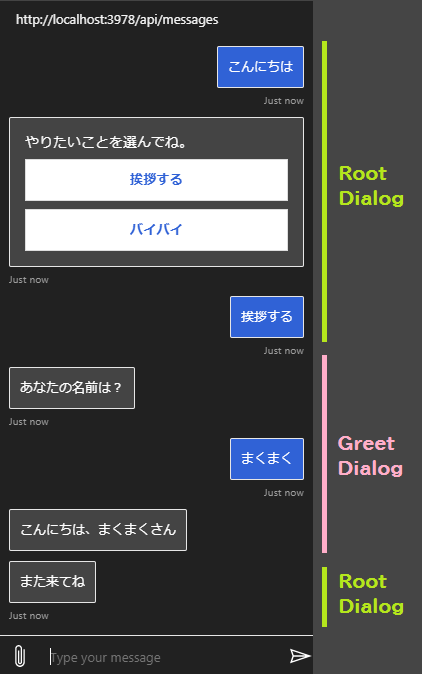 http://localhost:3978/api/messages
こんにちは
Just now
やりたいことを選んでね。
挨拶する
バイバイ
Just now
挨拶する
Just now
Root
Dialog
あなたの名前は？
Just now
まくまく
Just now
こんにちは、まくまくさん
Greet
Dialog
また来てね
Just now
Root
Dialog
Type your message